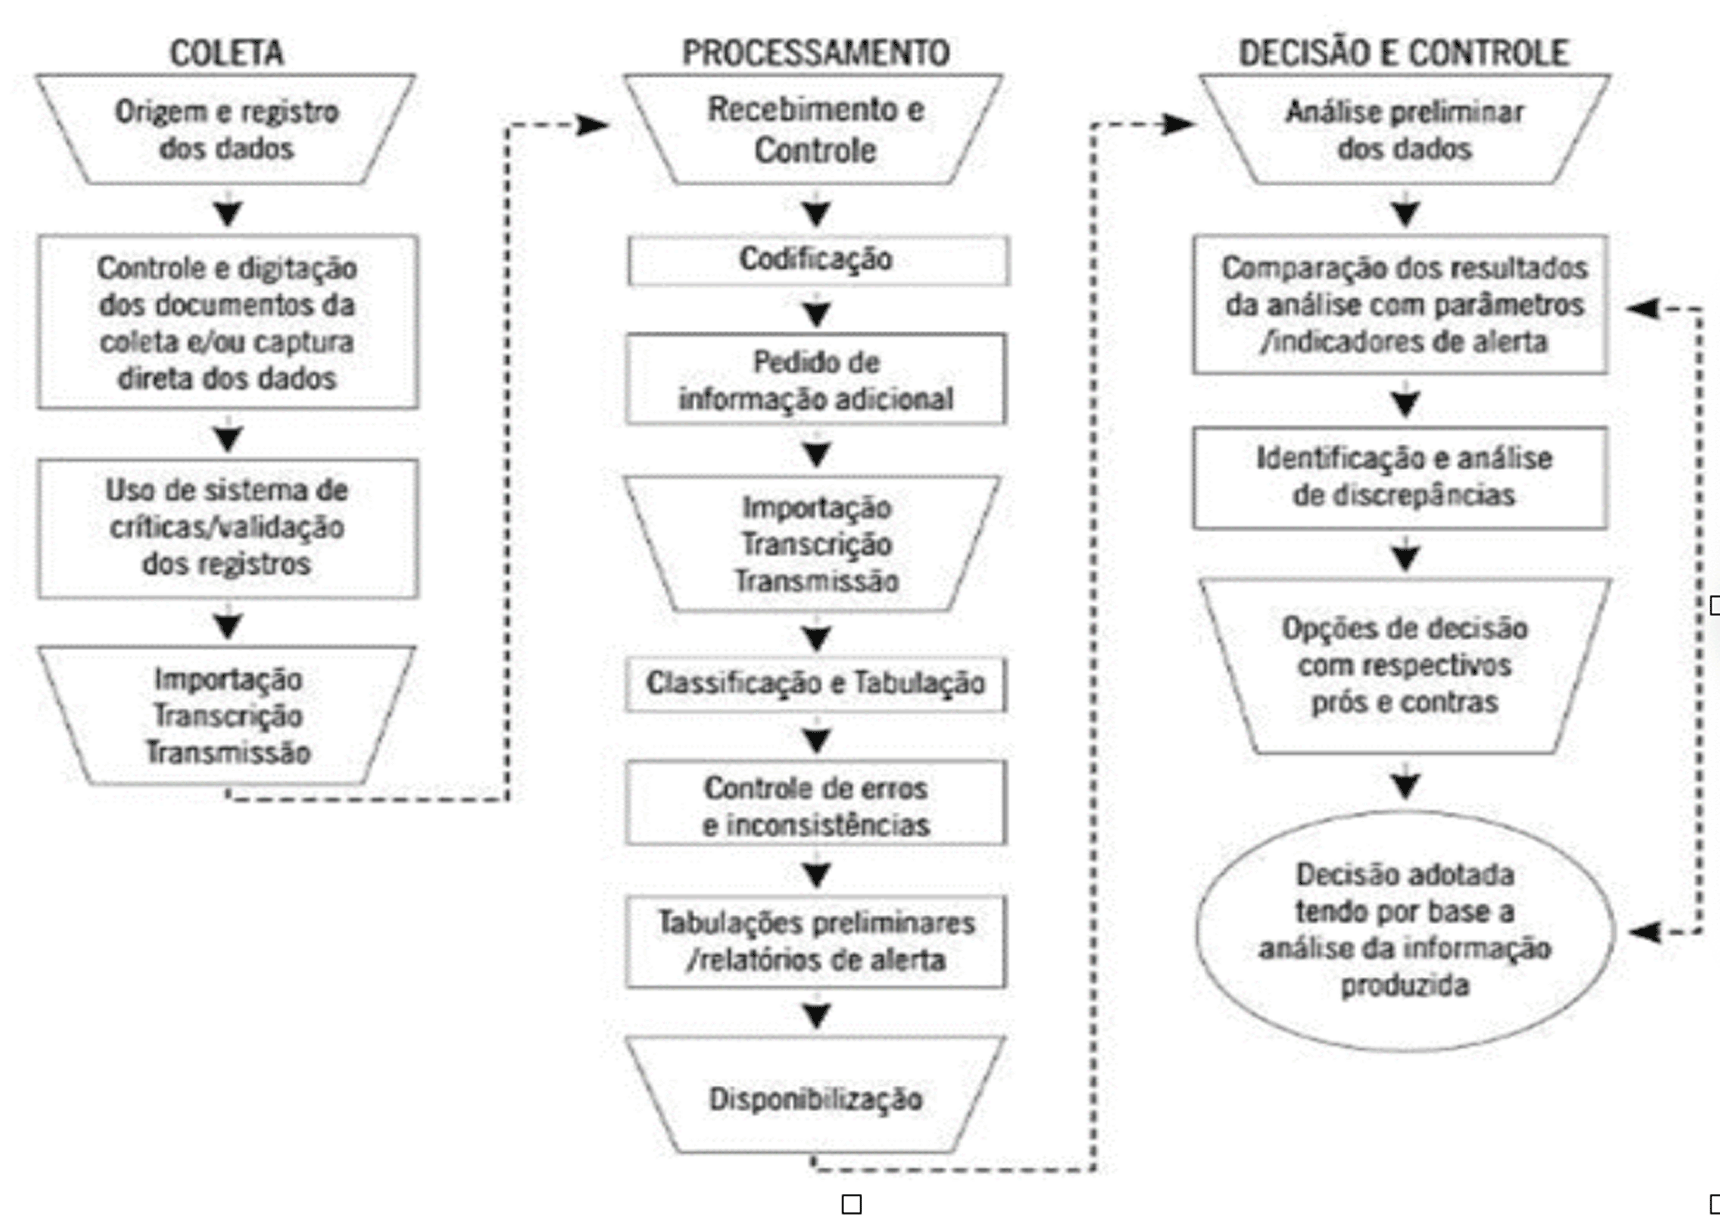 COLETA
Origem e registro
dos dados
Controle e digitação
dos documentos da
coleta e/ou captura
direta dos dados
Uso de sistema de
críticas/validação
dos registros
Importação
Transcrição
Transmissão
PROCESSAMENTO
Recebimento e
Controle
Codificação
Pedido de
informação adicional
Importação
Transcrição
Transmissão
Classificação e Tabulação
Controle de erros
e inconsistências
Tabulações preliminares
/relatórios de alerta
Disponibilização
DECISÃO E CONTROLE
Análise preliminar
dos dados
Comparação dos resultados
da análise com parâmetros
/indicadores de alerta
Identificação e análise
de discrepâncias
Opções de decisão
com respectivos
prós e contras
Decisão adotada
tendo por base a
análise da informação
produzida